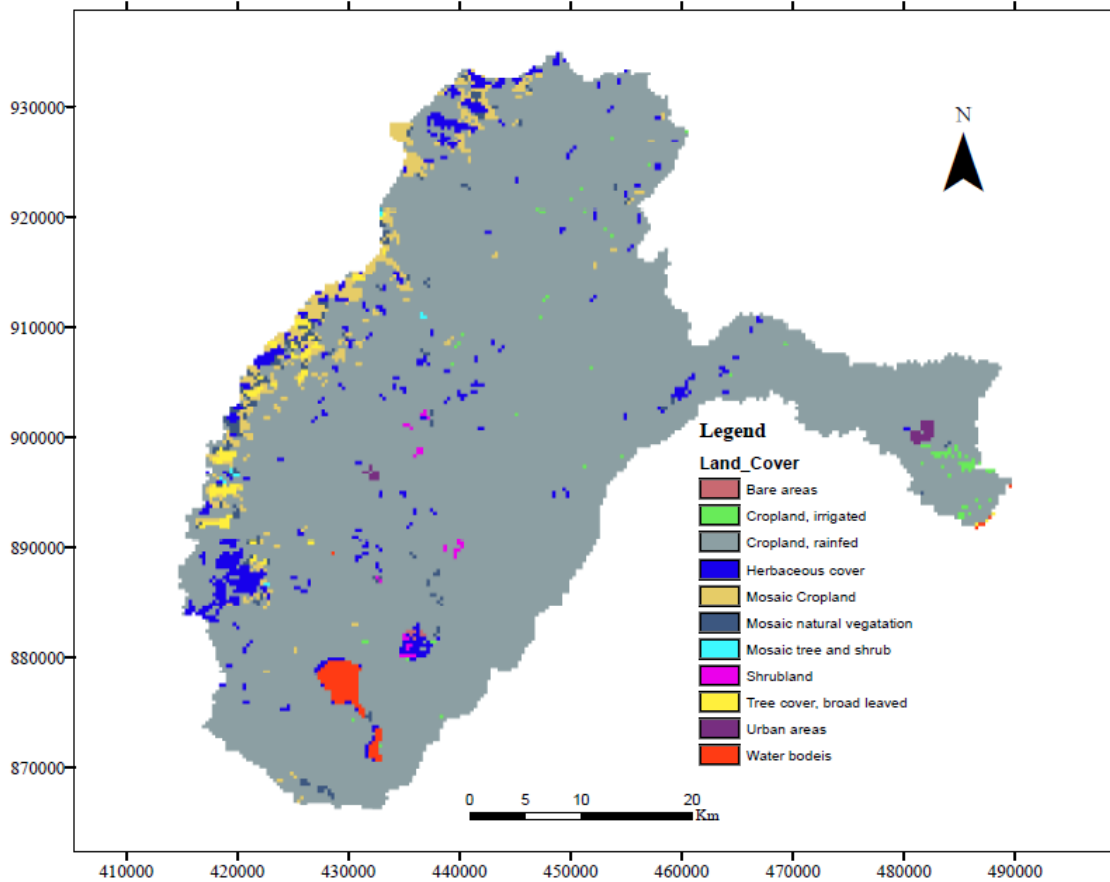 930000
920000
910000
900000
890000
880000
870000
N
Legend
Land_Cover
Bare areas
Cropland, irrigated
Cropland, rainfed
Herbaceous cover
Mosaic Cropland
Mosaic natural vegatation
Mosaic tree and shrub
Shrubland
Tree cover, broad leaved
Urban areas
Water bodeis
0 5 10 20
Km
410000 420000 430000 440000 450000 460000 470000 480000 490000